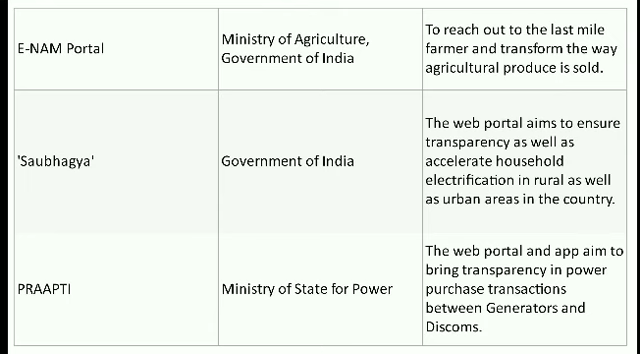 E-NAM Portal
Ministry of Agriculture,
Government of India
To reach out to the last mile
farmer and transform the way
agricultural produce is sold.
'Saubhagya'
Government of India
The web portal aims to ensure
transparency as well as
accelerate household
electrification in rural as well
as urban areas in the country.
PRAAPTI
Ministry of State for Power
The web portal and app aim to
bring transparency in power
purchase transactions
between Generators and
Discoms.